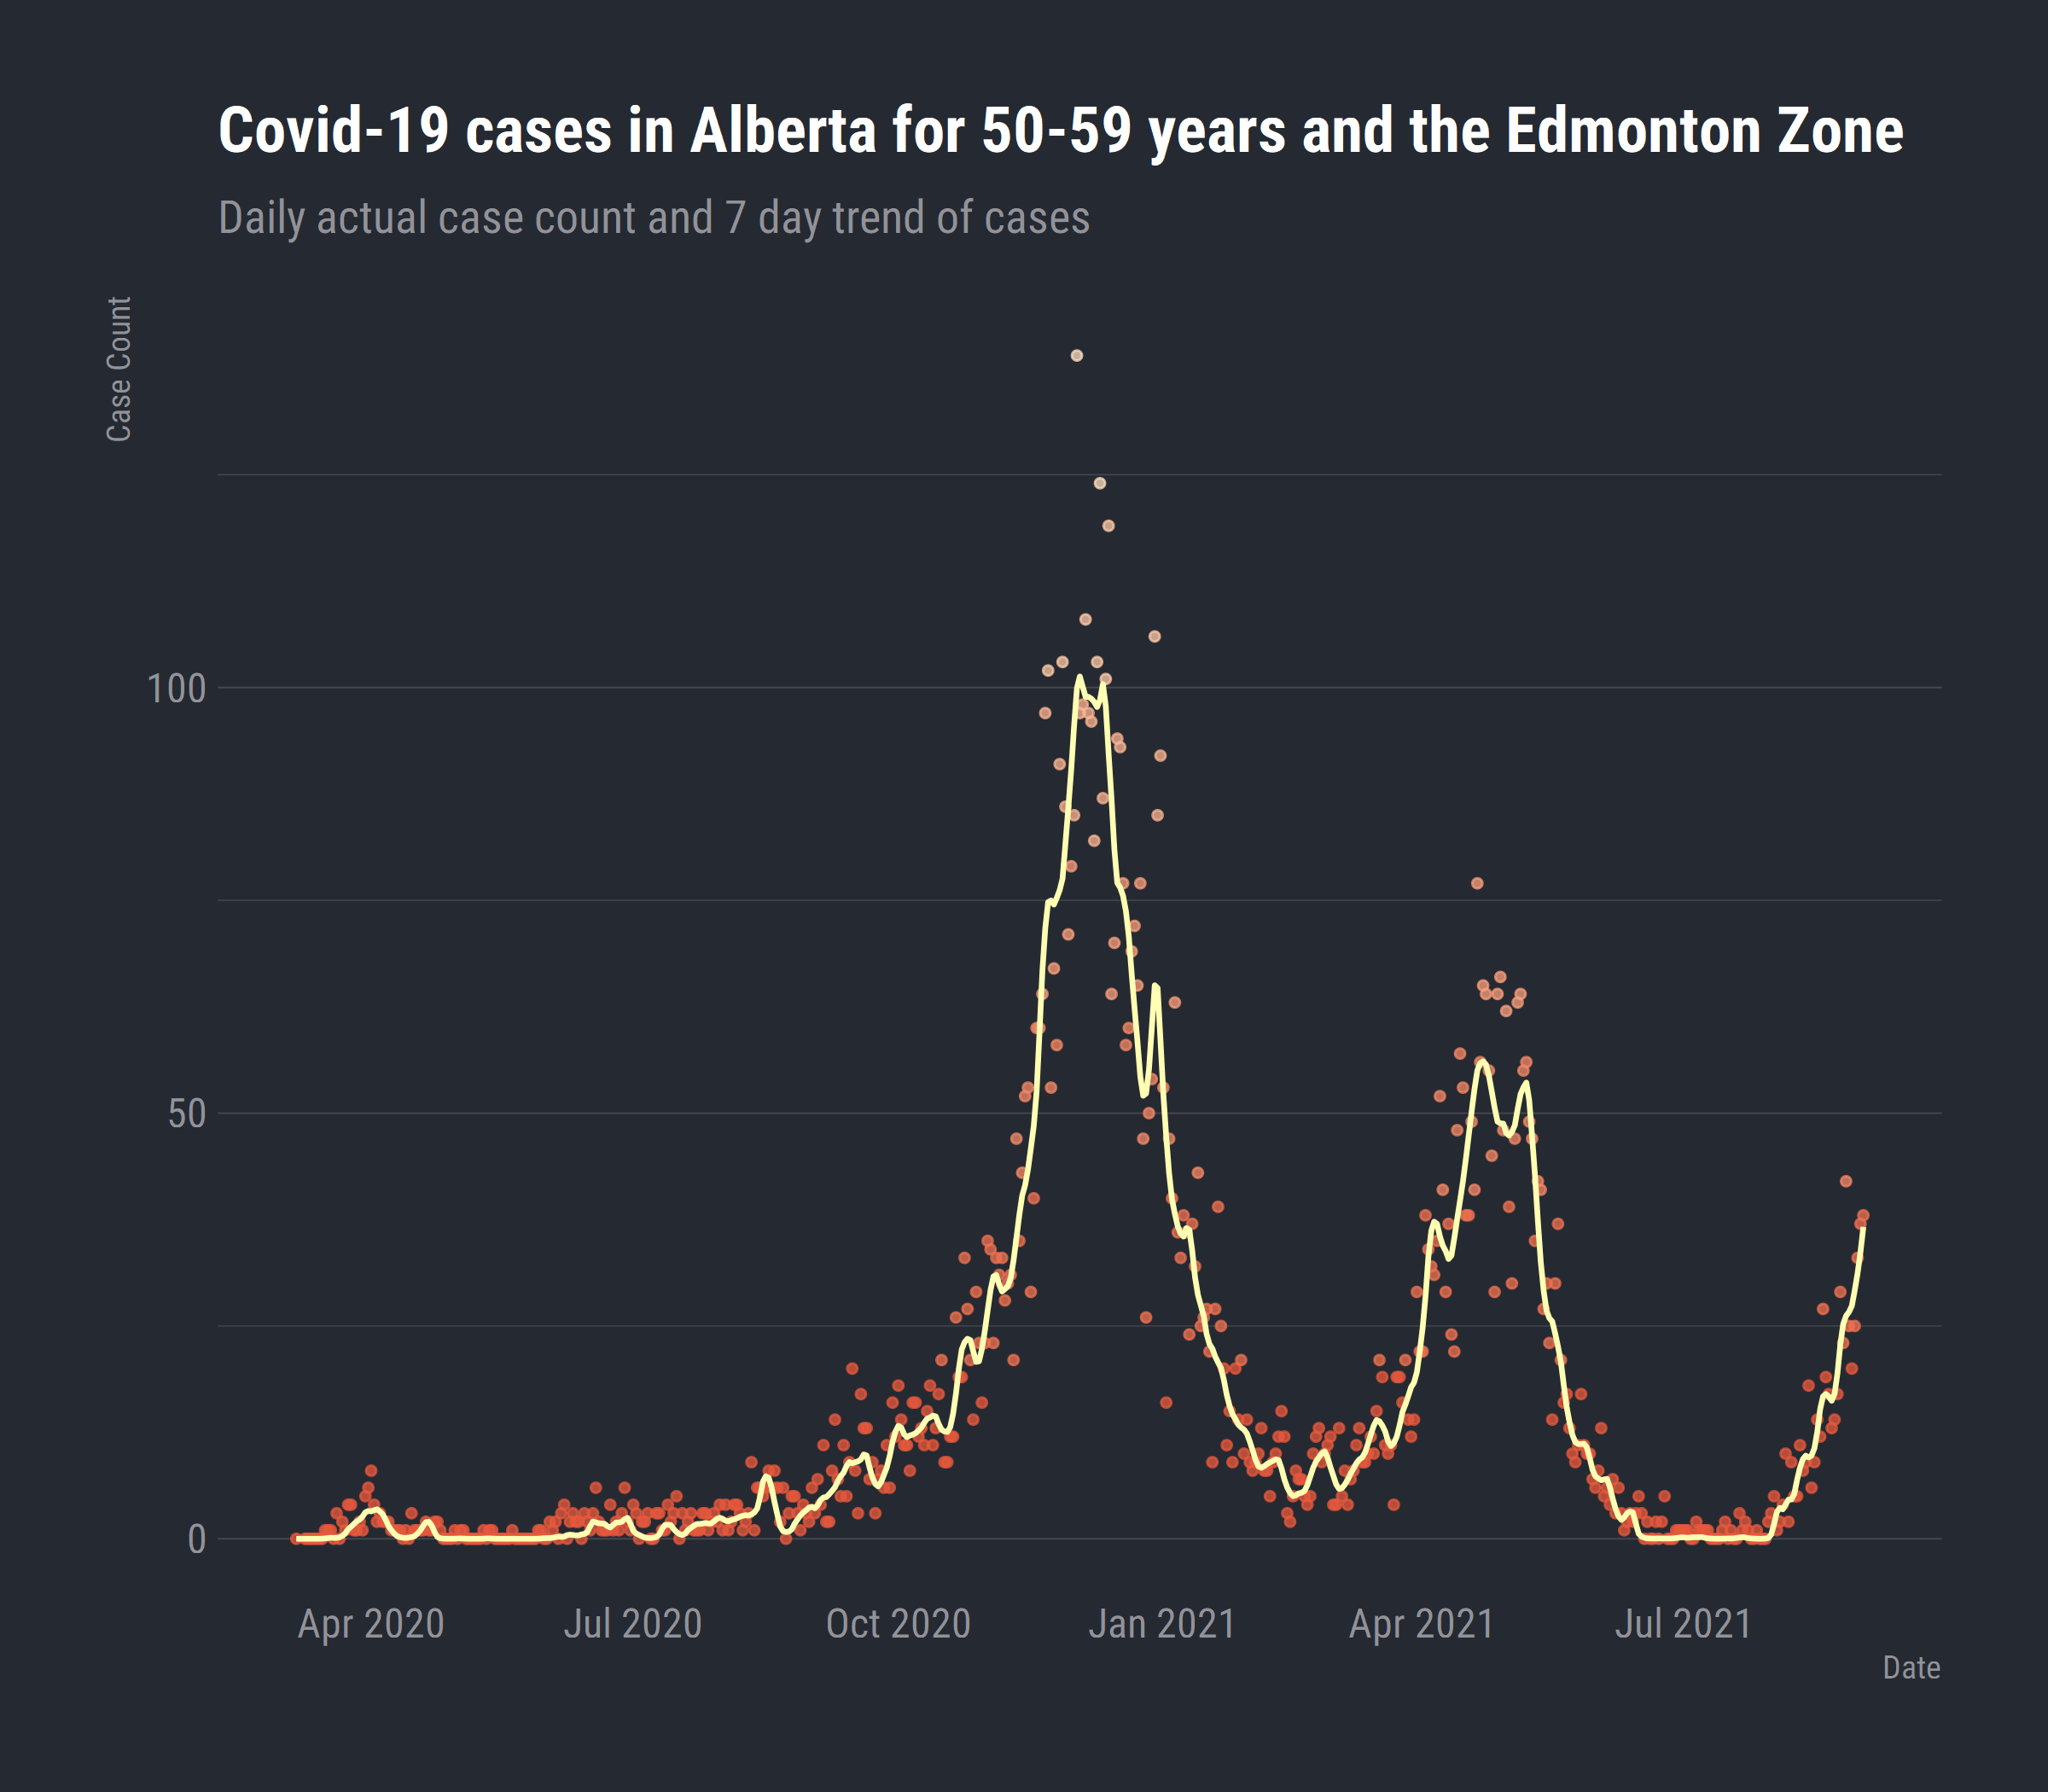 Covid-19 cases in Alberta for 50-59 years and the Edmonton Zone
Daily actual case count and 7 day trend of cases
Case Count
100
50
0
Apr 2020
Jul 2020
Oct 2020
Jan 2021
Apr 2021
Jul 2021
Date